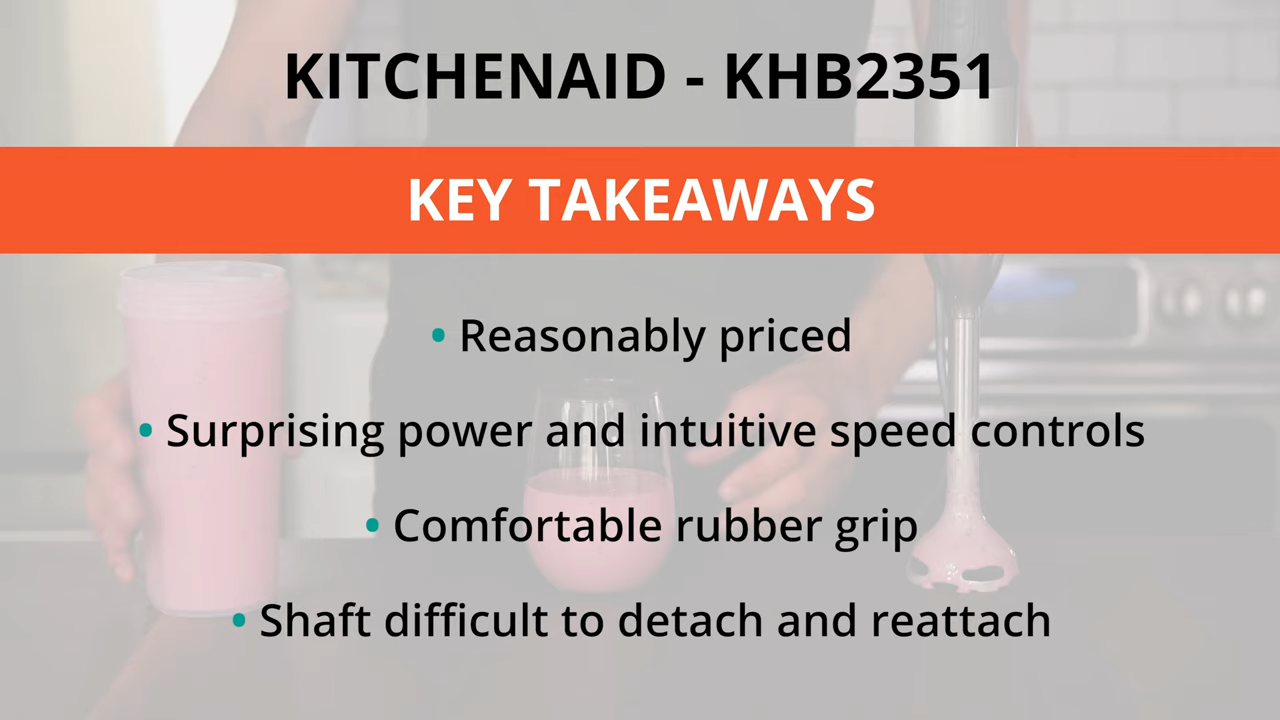 KITCHENAID - KHB2351
KEY TAKEAWAYS
• Reasonably priced
• Surprising power and intuitive speed controls
• Comfortable rubber grip
• Shaft difficult to detach and reattach